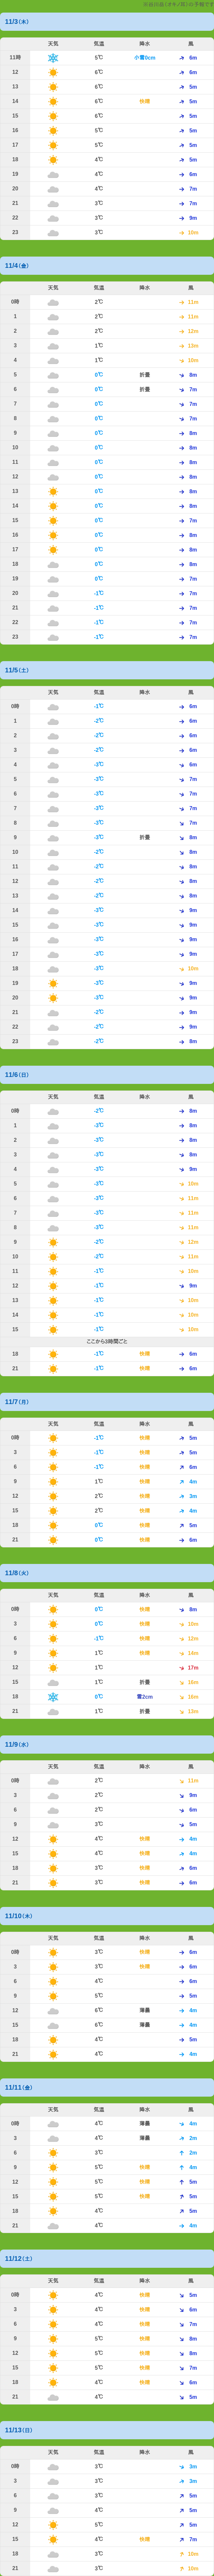 ※谷川岳(オキノ耳)の予報です
11/3(木)
天気 気温 降水 風
11時 5℃ 小雪0cm 6m
12 6℃ 6m
13 6℃ 5m
14 6℃ 快晴 5m
15 6℃ 5m
16 5℃ 5m
17 5℃ 5m
18 4℃ 5m
19 4℃ 6m
20 4℃ 7m
21 3℃ 7m
22 3℃ 9m
23 3℃ 10m
11/4(金)
天気 気温 降水 風
0時 2℃ 11m
1 2℃ 11m
2 2℃ 12m
3 1℃ 13m
4 1℃ 10m
5 0℃ 折曇 8m
6 0℃ 折曇 7m
7 0℃ 7m
8 0℃ 7m
9 0℃ 8m
10 0℃ 8m
11 0℃ 8m
12 0℃ 8m
13 0℃ 8m
14 0℃ 8m
15 0℃ 7m
16 0℃ 8m
17 0℃ 8m
18 0℃ 8m
19 0℃ 7m
20 -1℃ 7m
21 -1℃ 7m
22 -1℃ 7m
23 -1℃ 7m
11/5(土)
天気 気温 降水 風
0時 -1℃ 6m
1 -2℃ 6m
2 -2℃ 6m
3 -2℃ 6m
4 -3℃ 6m
5 -3℃ 7m
6 -3℃ 7m
7 -3℃ 7m
8 -3℃ 7m
9 -3℃ 折曇 8m
10 -2℃ 8m
11 -2℃ 8m
12 -2℃ 8m
13 -2℃ 8m
14 -3℃ 9m
15 -3℃ 9m
16 -3℃ 9m
17 -3℃ 9m
18 -3℃ 10m
19 -3℃ 9m
20 -3℃ 9m
21 -2℃ 9m
22 -2℃ 9m
23 -2℃ 8m
11/6(日)
天気 気温 降水 風
0時 -2℃ 8m
1 -3℃ 8m
2 -3℃ 8m
3 -3℃ 8m
4 -3℃ 9m
5 -3℃ 10m
6 -3℃ 11m
7 -3℃ 11m
8 -3℃ 11m
9 -2℃ 12m
10 -2℃ 11m
11 -1℃ 10m
12 -1℃ 9m
13 -1℃ 10m
14 -1℃ 10m
15 -1℃ 10m
ここから3時間ごと
18 -1℃ 快晴 6m
21 -1℃ 快晴 6m
11/7(月)
天気 気温 降水 風
0時 -1℃ 快晴 5m
3 -1℃ 快晴 5m
6 -1℃ 快晴 6m
9 1℃ 快晴 4m
12 2℃ 快晴 3m
15 2℃ 快晴 4m
18 0℃ 快晴 5m
21 0℃ 快晴 6m
11/8(火)
天気 気温 降水 風
0時 0℃ 快晴 8m
3 0℃ 快晴 10m
6 -1℃ 快晴 12m
9 1℃ 快晴 14m
12 1℃ 17m
15 1℃ 折曇 16m
18 0℃ 雪2cm 16m
21 1℃ 折曇 13m
11/9(水)
天気 気温 降水 風
0時 2℃ 11m
3 2℃ 9m
6 2℃ 6m
9 3℃ 5m
12 4℃ 快晴 4m
15 4℃ 快晴 4m
18 3℃ 快晴 6m
21 3℃ 快晴 6m
11/10(木)
天気 気温 降水 風
0時 3℃ 快晴 6m
3 3℃ 快晴 6m
6 4℃ 6m
9 5℃ 5m
12 6℃ 薄曇 4m
15 6℃ 薄曇 4m
18 4℃ 5m
21 4℃ 4m
11/11(金)
天気 気温 降水 風
0時 4℃ 薄曇 4m
3 4℃ 薄曇 2m
6 3℃ 2m
9 5℃ 快晴 4m
12 5℃ 快晴 5m
15 5℃ 快晴 5m
18 4℃ 5m
21 4℃ 4m
11/12(土)
天気 気温 降水 風
0時 4℃ 快晴 5m
3 4℃ 快晴 6m
6 4℃ 快晴 7m
9 5℃ 快晴 8m
12 5℃ 快晴 8m
15 5℃ 快晴 7m
18 4℃ 快晴 6m
21 4℃ 5m
11/13(日)
天気 気温 降水 風
0時 3℃ 3m
3 3℃ 3m
6 3℃ 5m
9 4℃ 5m
12 5℃ 5m
15 4℃ 快晴 7m
18 3℃ 10m
21 3℃ 10m